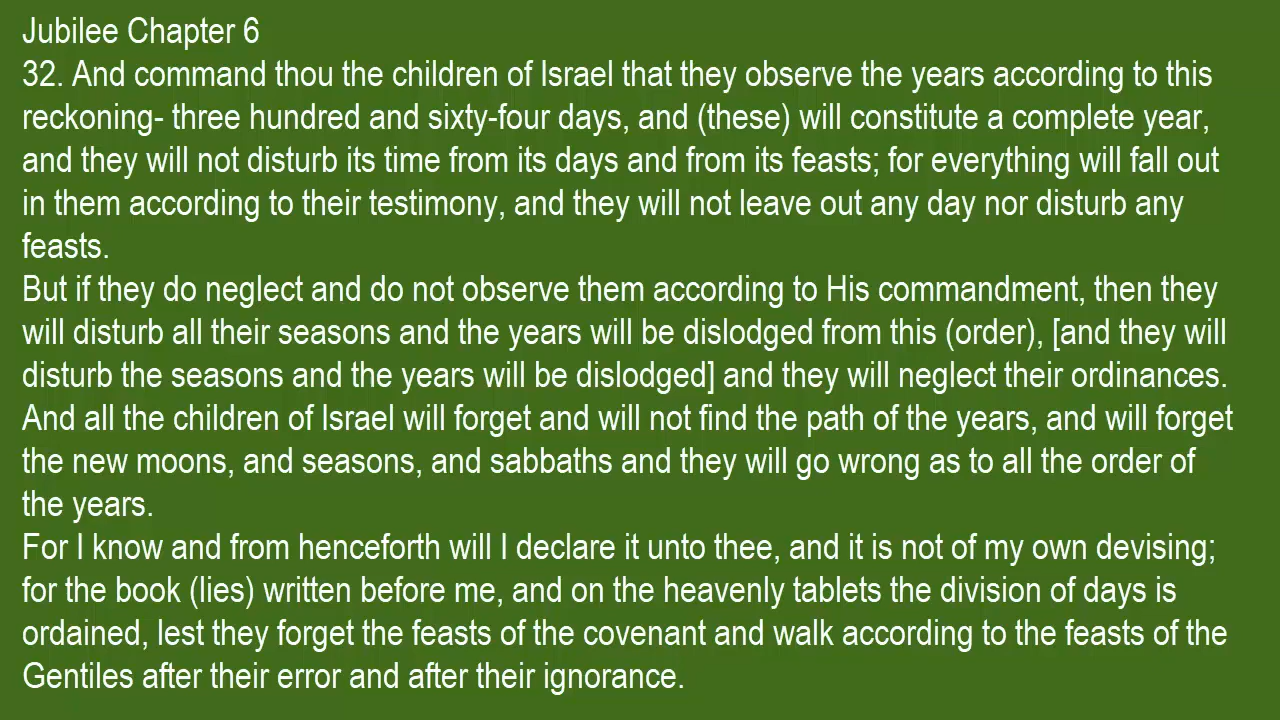 Jubilee Chapter 6
32. And command thou the children of Israel that they observe the years according to this
reckoning- three hundred and sixty-four days, and (these) will constitute a complete year,
and they will not disturb its time from its days and from its feasts; for everything will fall out
in them according to their testimony, and they will not leave out any day nor disturb any
feasts.
But if they do neglect and do not observe them according to His commandment, then they
will disturb all their seasons and the years will be dislodged from this (order), [and they will
disturb the seasons and the years will be dislodged] and they will neglect their ordinances.
And all the children of Israel will forget and will not find the path of the years, and will forget
the new moons, and seasons, and sabbaths and they will go wrong as to all the order of
the years.
For I know and from henceforth will I declare it unto thee, and it is not of my own devising;
for the book (lies) written before me, and on the heavenly tablets the division of days is
ordained, lest they forget the feasts of the covenant and walk according to the feasts of the
Gentiles after their error and after their ignorance.